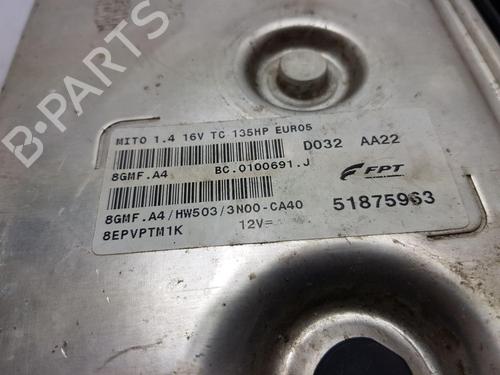 MITO 1.4 16V TC 135HP EURO5
D032 AA22
8GMF.A4 BC.0100691.J
FPT
8GMF.A4/HW503/3N00-CA40 51875963
8EPVPTM1K 12V=
B-PARTS